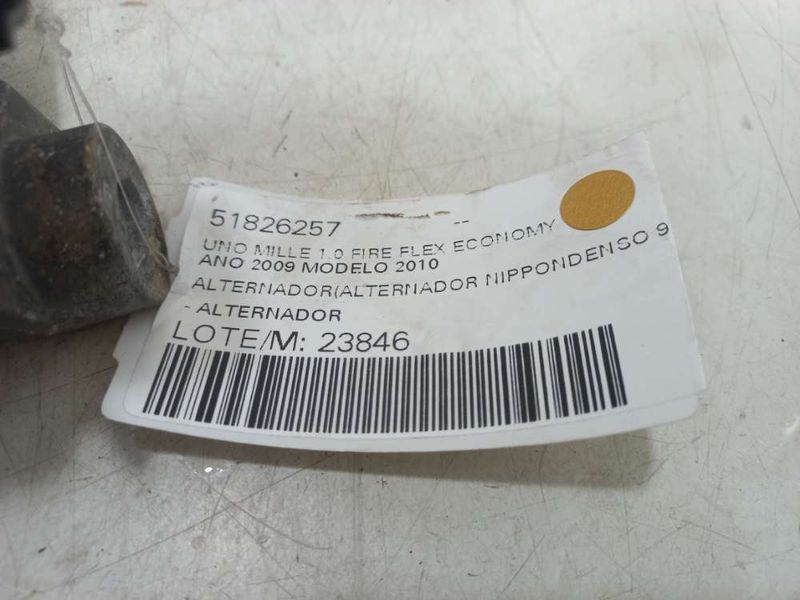 51826257 --
UNO MILLE 1.0 FIRE FLEX ECONOMY
ANO 2009 MODELO 2010
ALTERNADOR(ALTERNADOR NIPPONDENSO 9
- ALTERNADOR
LOTE/M: 23846